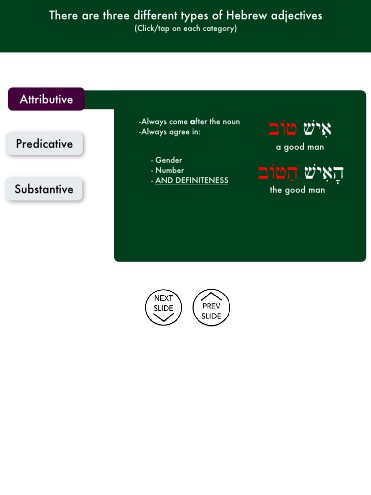 There are three different types of Hebrew adjectives
(Click/tap on each category)
Attributive
Predicative
Substantive
-Always come after the noun
-Always agree in:
- Gender
- Number
- AND DEFINITENESS
אִישׁ טוֹב
a good man
הָאִישׁ הַטּוֹב
the good man
NEXT
SLIDE
PREV
SLIDE